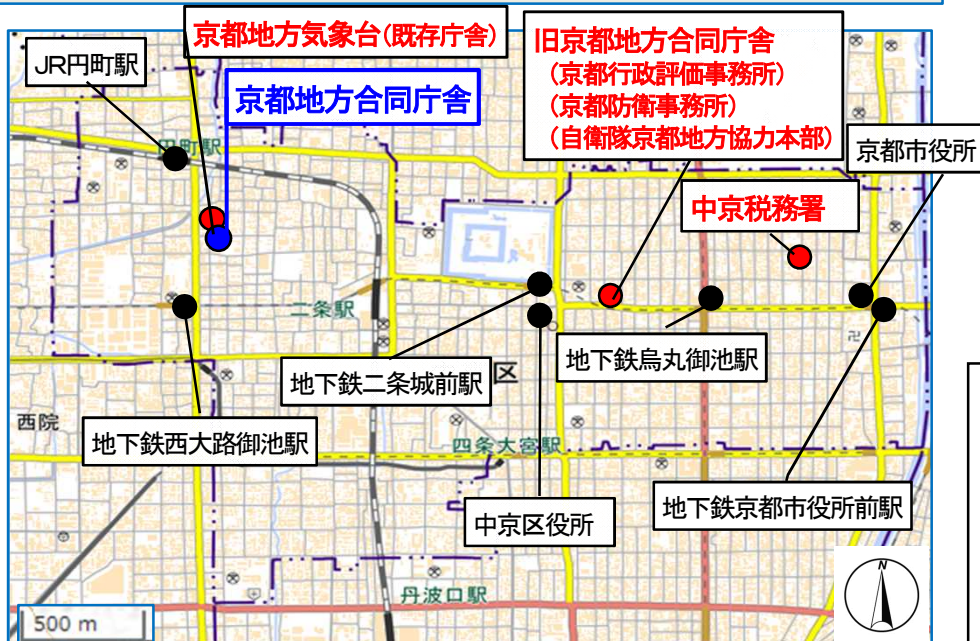 京都地方気象台(既存庁舎)
JR円町駅
京都地方合同庁舎
旧京都地方合同庁舎
(京都行政評価事務所)
(京都防衛事務所)
(自衛隊京都地方協力本部)
京都市役所
中京税務署
町駅
二条駅
地下鉄二条城前駅
区
地下鉄烏丸御池駅
西院
地下鉄西大路御池駅
四条大宮駅
中京区役所
地下鉄京都市役所前駅
丹波口駅
500 m
N